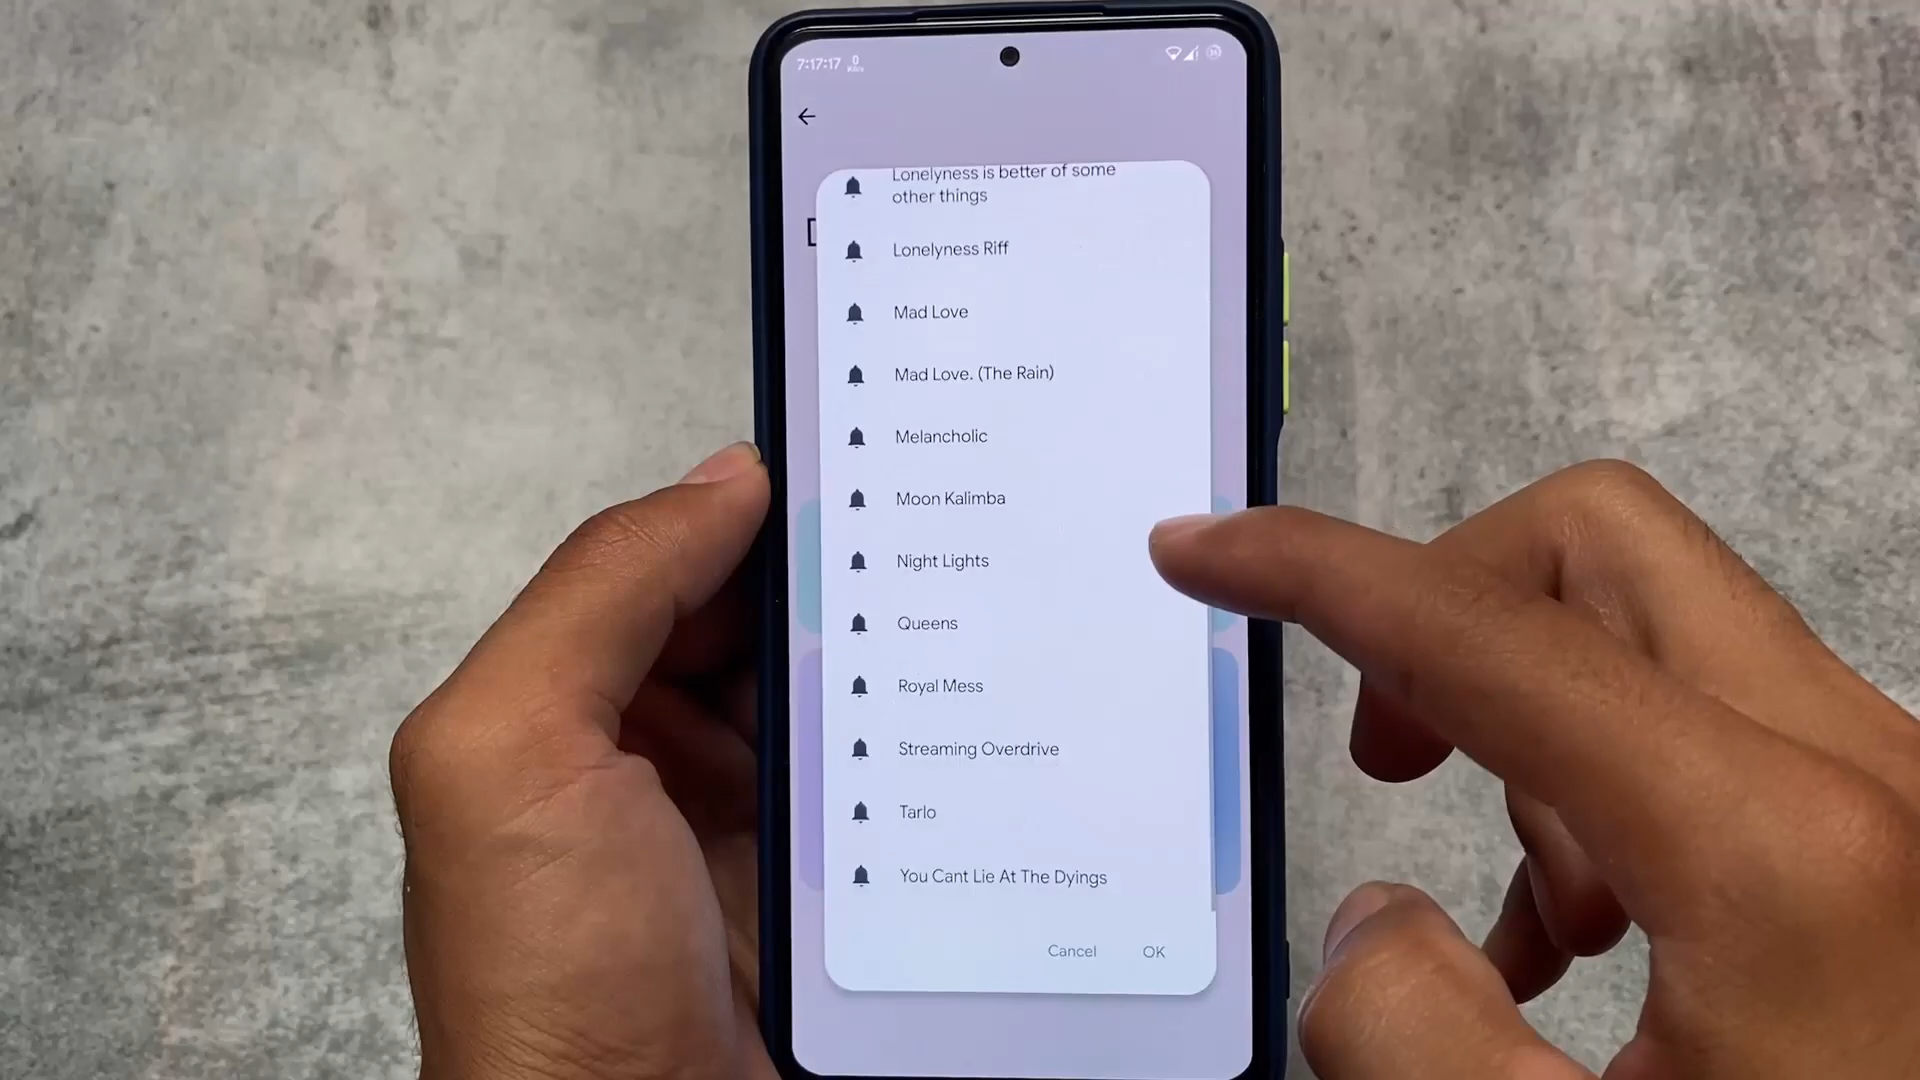 7:17:17 0
Lonelyness is better of some
other things
Lonelyness Riff
Mad Love
Mad Love. (The Rain)
Melancholic
Moon Kalimba
Night Lights
Queens
Royal Mess
Streaming Overdrive
Tarlo
You Cant Lie At The Dyings
Cancel OK